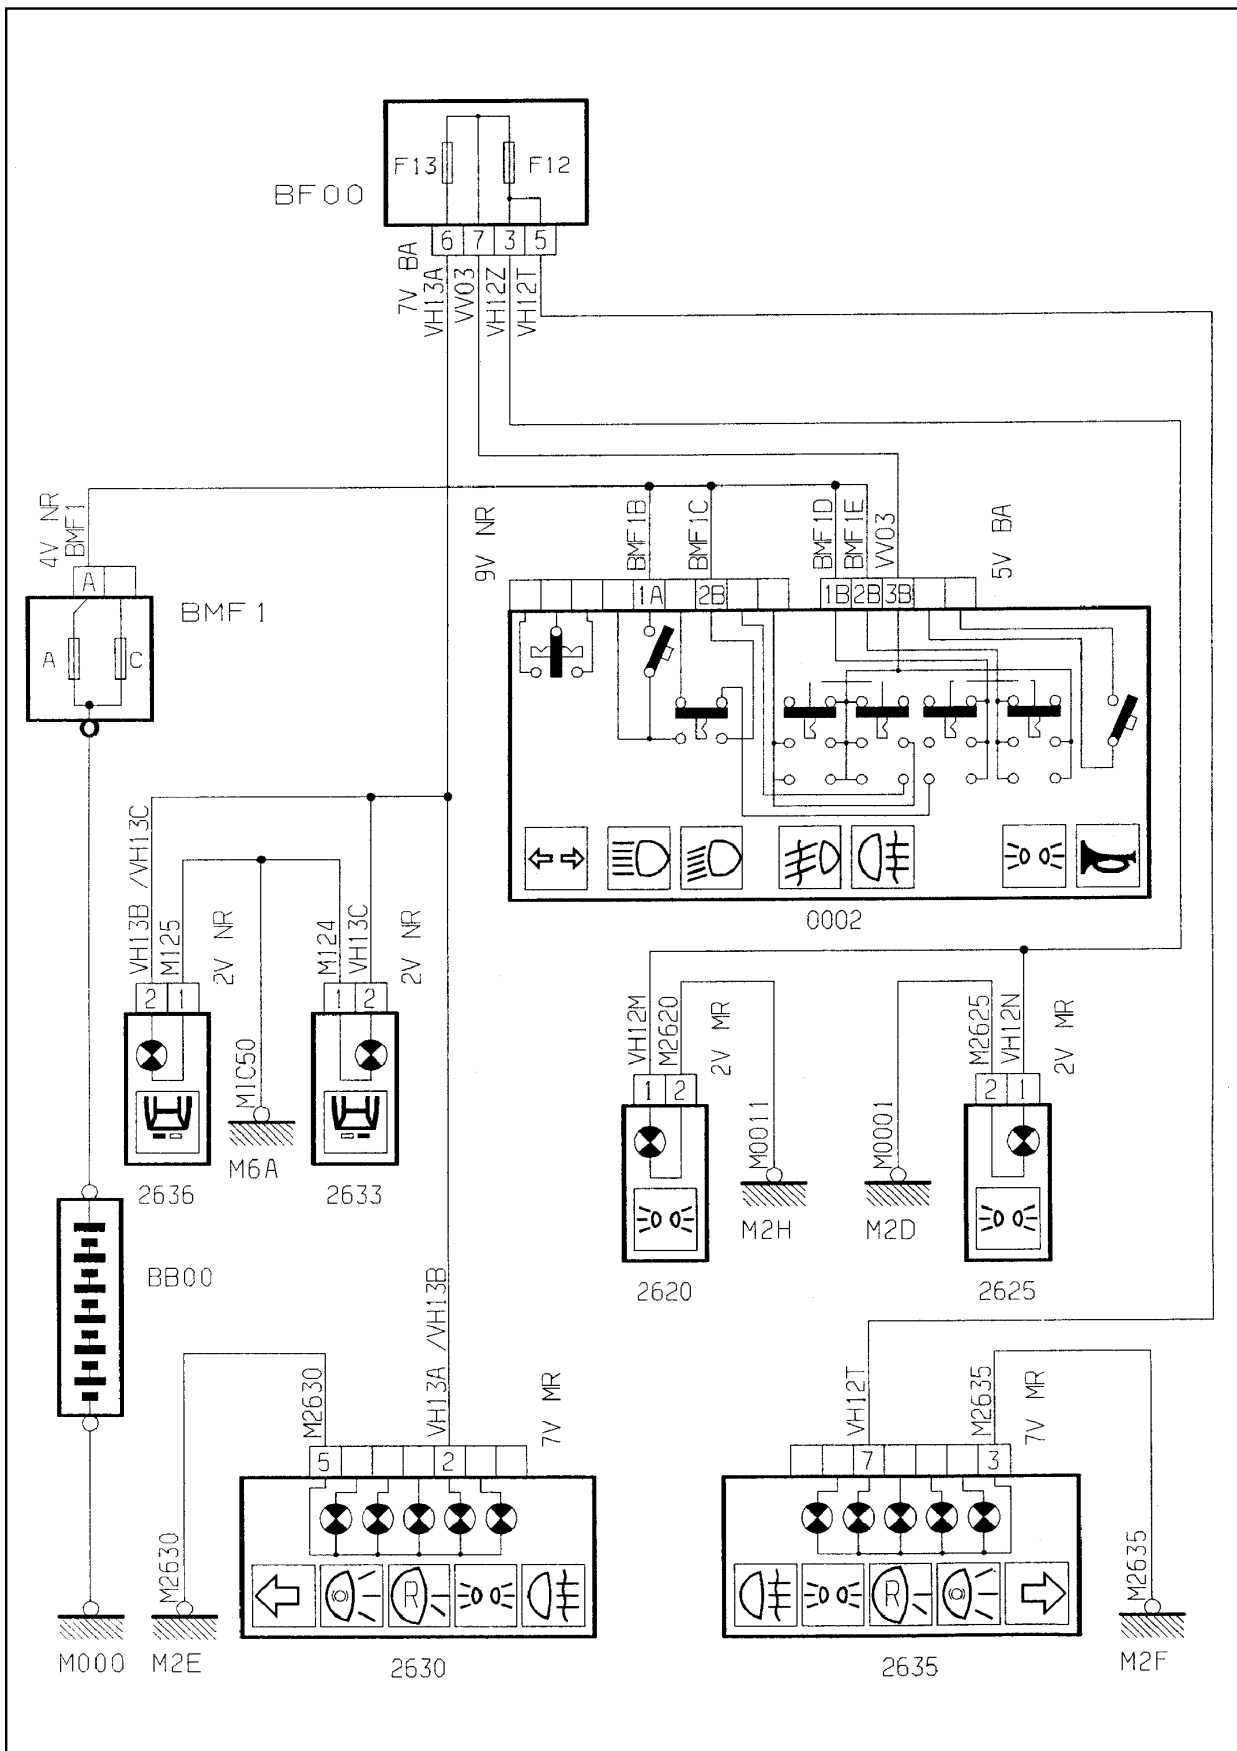 F13
F12
BF00
6 7 3 5
7V BA
VH13A
VV03
VH12Z
VH12T
4V NR
BMF1
9V NR
BMF1B
BMF1C
BMF1D
BMF1E
VV03
5V BA
A
BMF1
1A 2B 1B 2B 3B
A C
0002
VH13B /VH13C
M125
2V NR
M124
VH13C
2V NR
2 1
1 2
M1C50
M6A
2636
2633
VH12M
M2620
2V MR
M2625
VH12N
2V MR
1 2
2 1
M0011
M0001
M2H
M2D
2620
2625
BB00
M2630
VH13A /VH13B
7V MR
VH12T
M2635
7V MR
5 2
7 3
R
R
M2630
M2635
M000
M2E
2630
2635
M2F